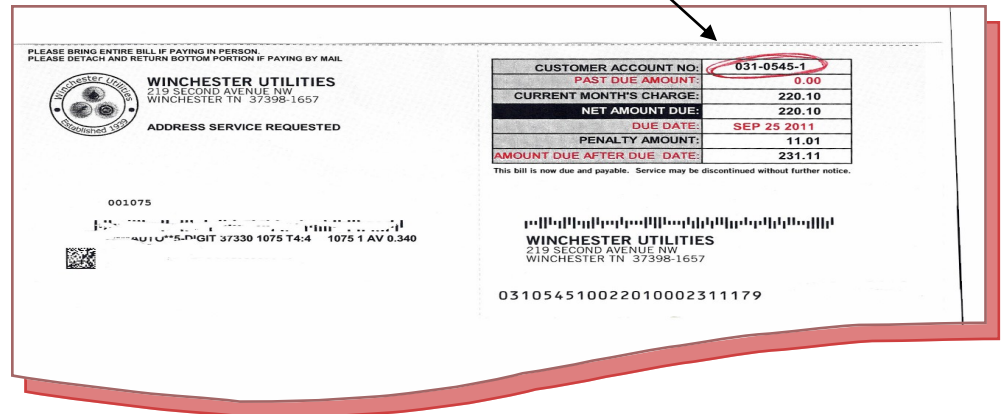 PLEASE BRING ENTIRE BILL IF PAYING IN PERSON.
PLEASE DETACH AND RETURN BOTTOM PORTION IF PAYING BY MAIL
Winchester Utilities
Established 1939
WINCHESTER UTILITIES
219 SECOND AVENUE NW
WINCHESTER TN 37398-1657
ADDRESS SERVICE REQUESTED
CUSTOMER ACCOUNT NO: 031-0545-1
PAST DUE AMOUNT: 0.00
CURRENT MONTH'S CHARGE: 220.10
NET AMOUNT DUE: 220.10
DUE DATE: SEP 25 2011
PENALTY AMOUNT: 11.01
AMOUNT DUE AFTER DUE DATE: 231.11
This bill is now due and payable. Service may be discontinued without further notice.
001075
AUTO**5-DIGIT 37330 1075 T4:4 1075 1 AV 0.340
WINCHESTER UTILITIES
219 SECOND AVENUE NW
WINCHESTER TN 37398-1657
031054510022010002311179